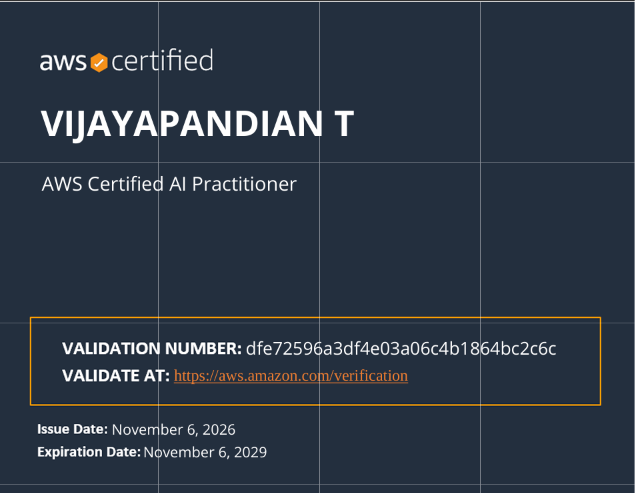 aws certified
VIJAYAPANDIAN T
AWS Certified AI Practitioner
VALIDATION NUMBER: dfe72596a3df4e03a06c4b1864bc2c6c
VALIDATE AT: https://aws.amazon.com/verification
Issue Date: November 6, 2026
Expiration Date: November 6, 2029